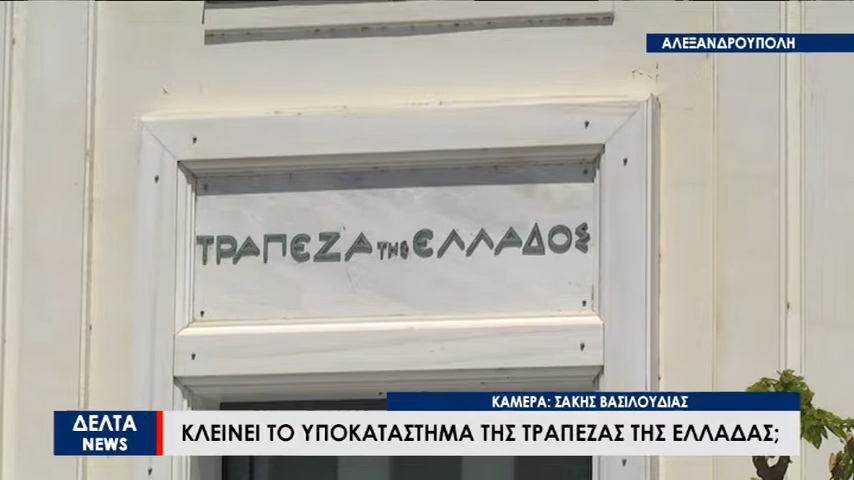 ΑΛΕΞΑΝΔΡΟΥΠΟΛΗ
ΤΡΑΠΕΖΑ ΤΗΣ ΕΛΛΑΔΟΣ
ΚΑΜΕΡΑ: ΣΑΚΗΣ ΒΑΣΙΛΟΥΔΙΑΣ
ΔΕΛΤΑ
NEWS
ΚΛΕΙΝΕΙ ΤΟ ΥΠΟΚΑΤΑΣΤΗΜΑ ΤΗΣ ΤΡΑΠΕΖΑΣ ΤΗΣ ΕΛΛΑΔΑΣ;